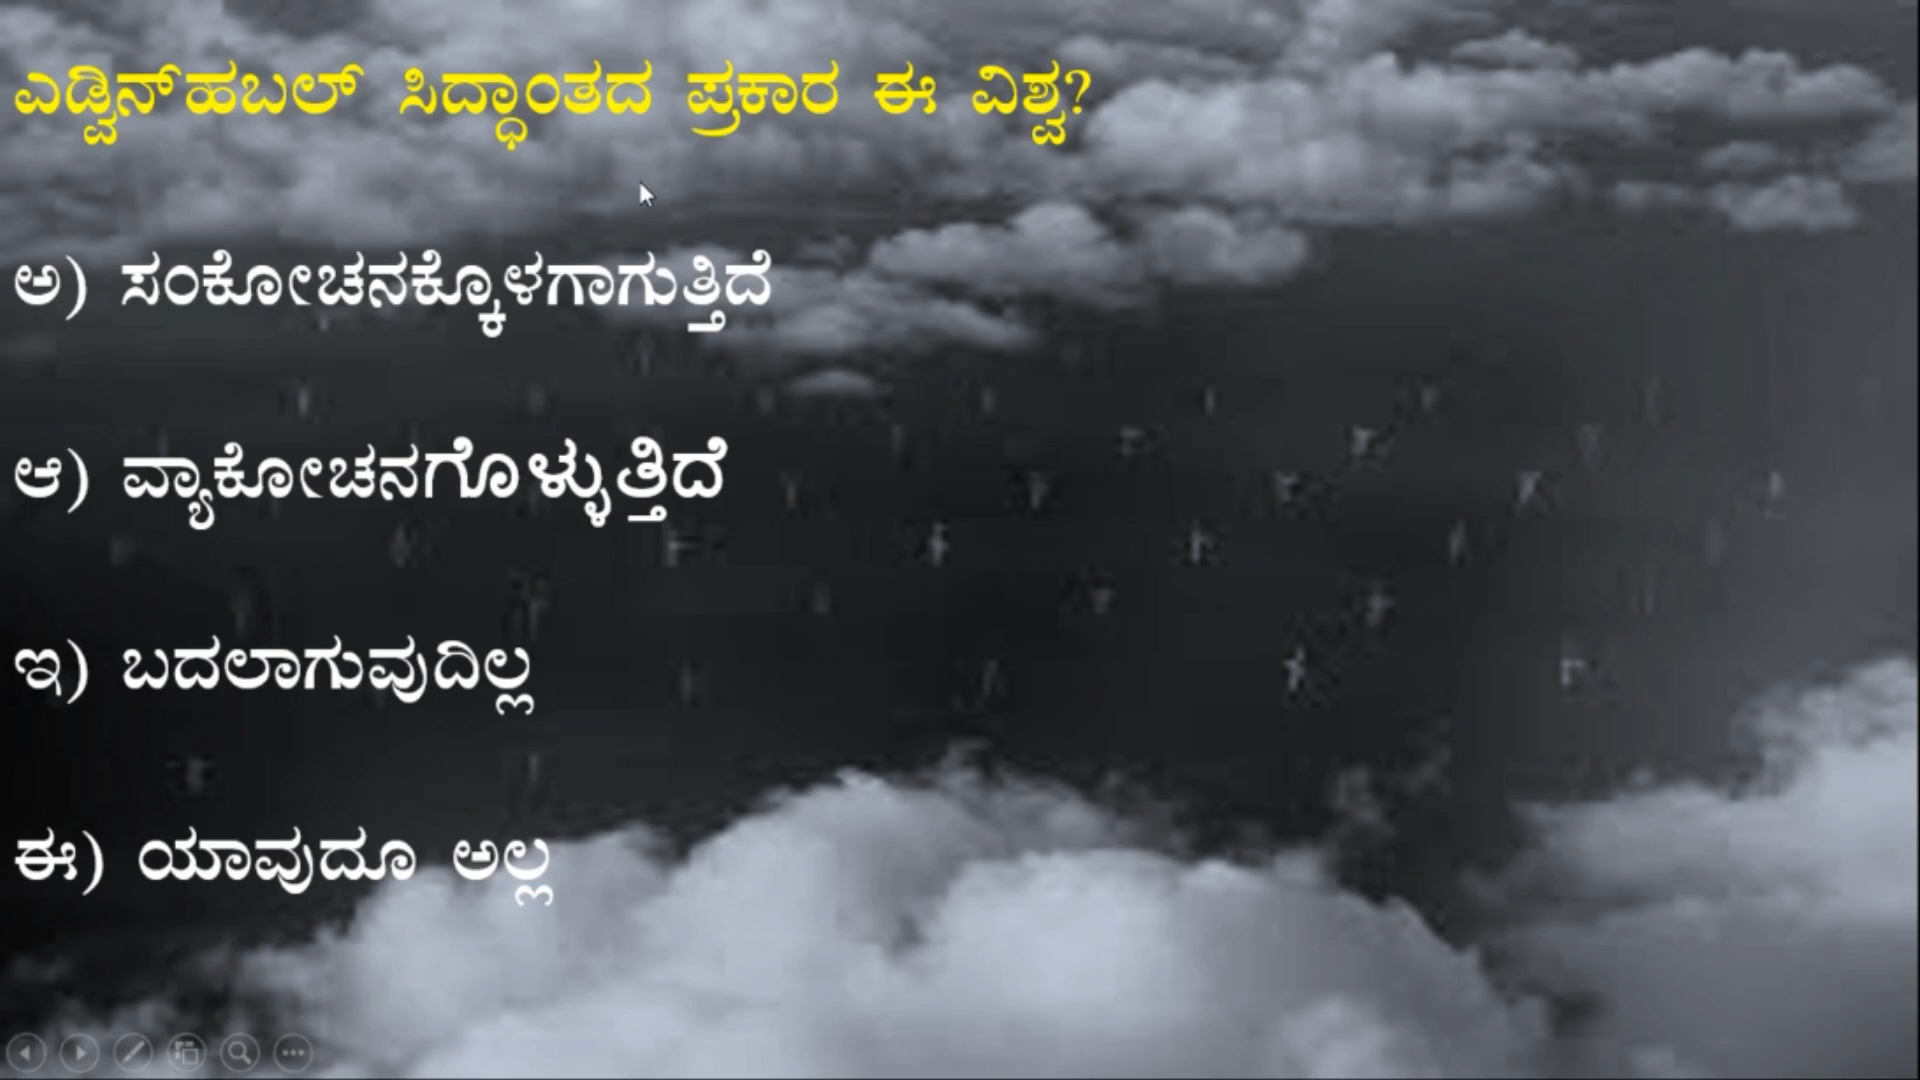 ಎಡ್ವಿನ್‌ಹಬಲ್ ಸಿದ್ಧಾಂತದ ಪ್ರಕಾರ ಈ ವಿಶ್ವ?
ಅ) ಸಂಕೋಚನಕ್ಕೊಳಗಾಗುತ್ತಿದೆ
ಆ) ವ್ಯಾಕೋಚನಗೊಳ್ಳುತ್ತಿದೆ
ಇ) ಬದಲಾಗುವುದಿಲ್ಲ
ಈ) ಯಾವುದೂ ಅಲ್ಲ